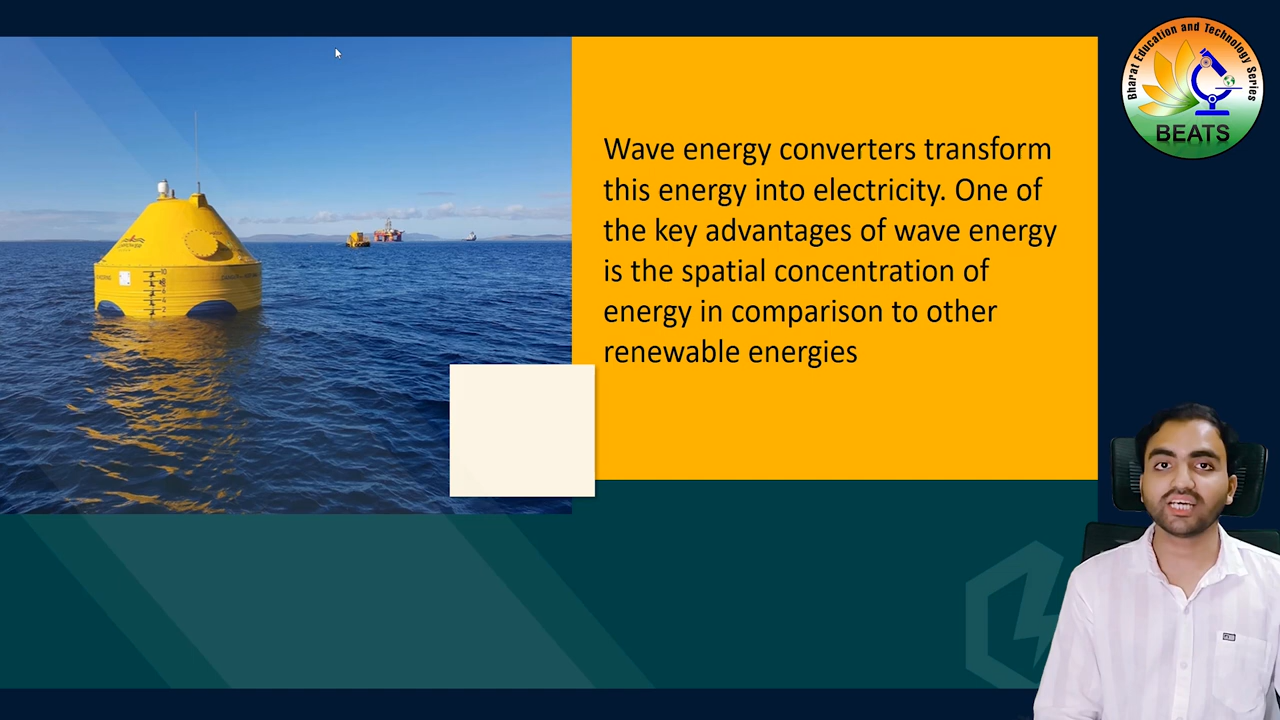 Bharat Education and Technology Series
BEATS
Wave energy converters transform
this energy into electricity. One of
the key advantages of wave energy
is the spatial concentration of
energy in comparison to other
renewable energies